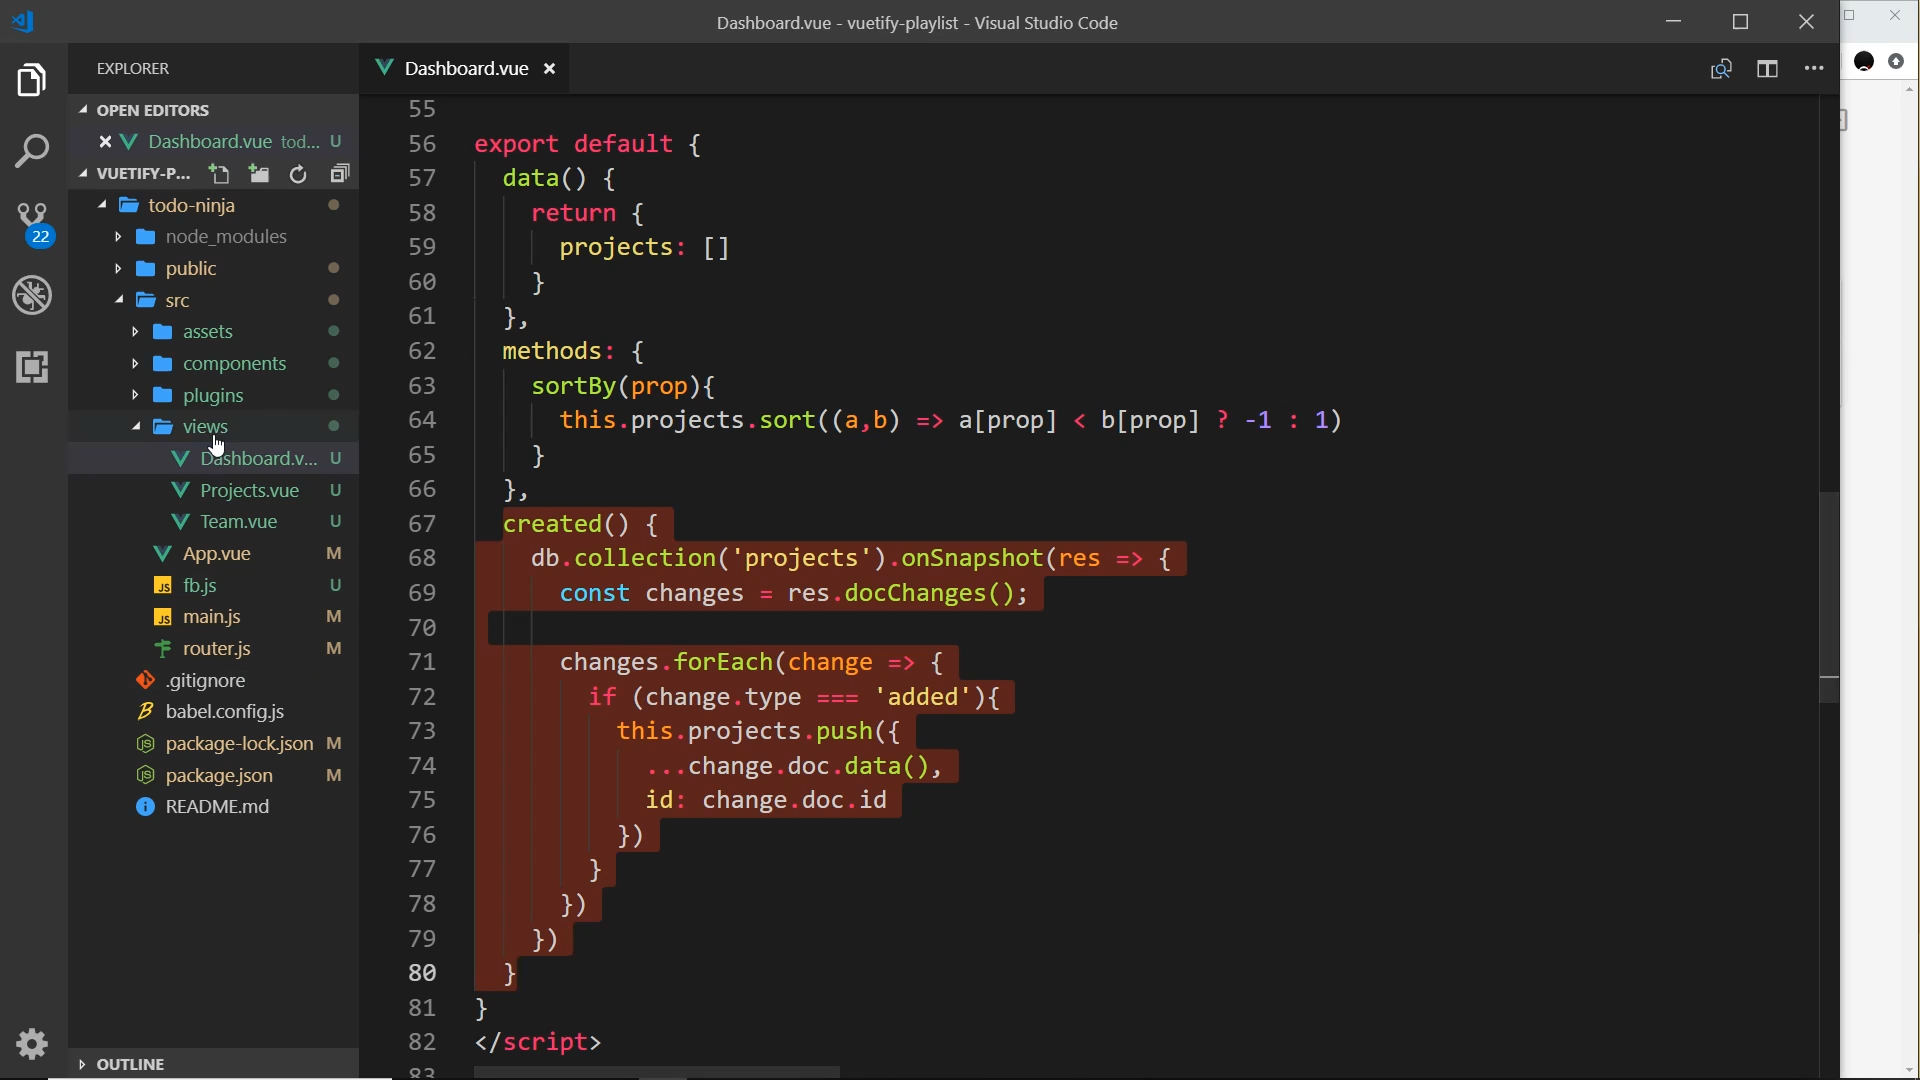 Dashboard.vue - vuetify-playlist - Visual Studio Code
EXPLORER
Dashboard.vue
OPEN EDITORS
Dashboard.vue tod... U
VUETIFY-P...
todo-ninja
node_modules
public
src
assets
components
plugins
views
Dashboard.v... U
Projects.vue U
Team.vue U
App.vue M
JS fb.js U
JS main.js M
router.js M
.gitignore
babel.config.js
package-lock.json M
package.json M
README.md
OUTLINE
22
55
56 export default {
57 data() {
58 return {
59 projects: []
60 }
61 },
62 methods: {
63 sortBy(prop){
64 this.projects.sort((a,b) => a[prop] < b[prop] ? -1 : 1)
65 }
66 },
67 created() {
68 db.collection('projects').onSnapshot(res => {
69 const changes = res.docChanges();
70
71 changes.forEach(change => {
72 if (change.type === 'added'){
73 this.projects.push({
74 ...change.doc.data(),
75 id: change.doc.id
76 })
77 }
78 })
79 })
80 }
81 }
82 </script>
83